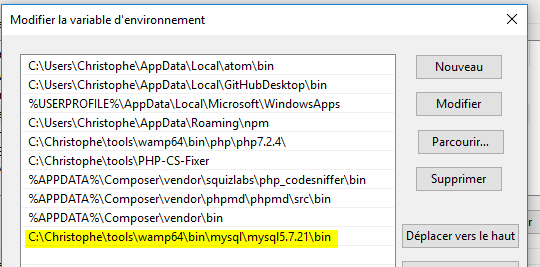 Modifier la variable d'environnement
C:\Users\Christophe\AppData\Local\atom\bin
C:\Users\Christophe\AppData\Local\GitHubDesktop\bin
%USERPROFILE%\AppData\Local\Microsoft\WindowsApps
C:\Users\Christophe\AppData\Roaming\npm
C:\Christophe\tools\wamp64\bin\php\php7.2.4\
C:\Christophe\tools\PHP-CS-Fixer
%APPDATA%\Composer\vendor\squizlabs\php_codesniffer\bin
%APPDATA%\Composer\vendor\phpmd\phpmd\src\bin
%APPDATA%\Composer\vendor\bin
C:\Christophe\tools\wamp64\bin\mysql\mysql5.7.21\bin
Nouveau
Modifier
Parcourir...
Supprimer
Déplacer vers le haut